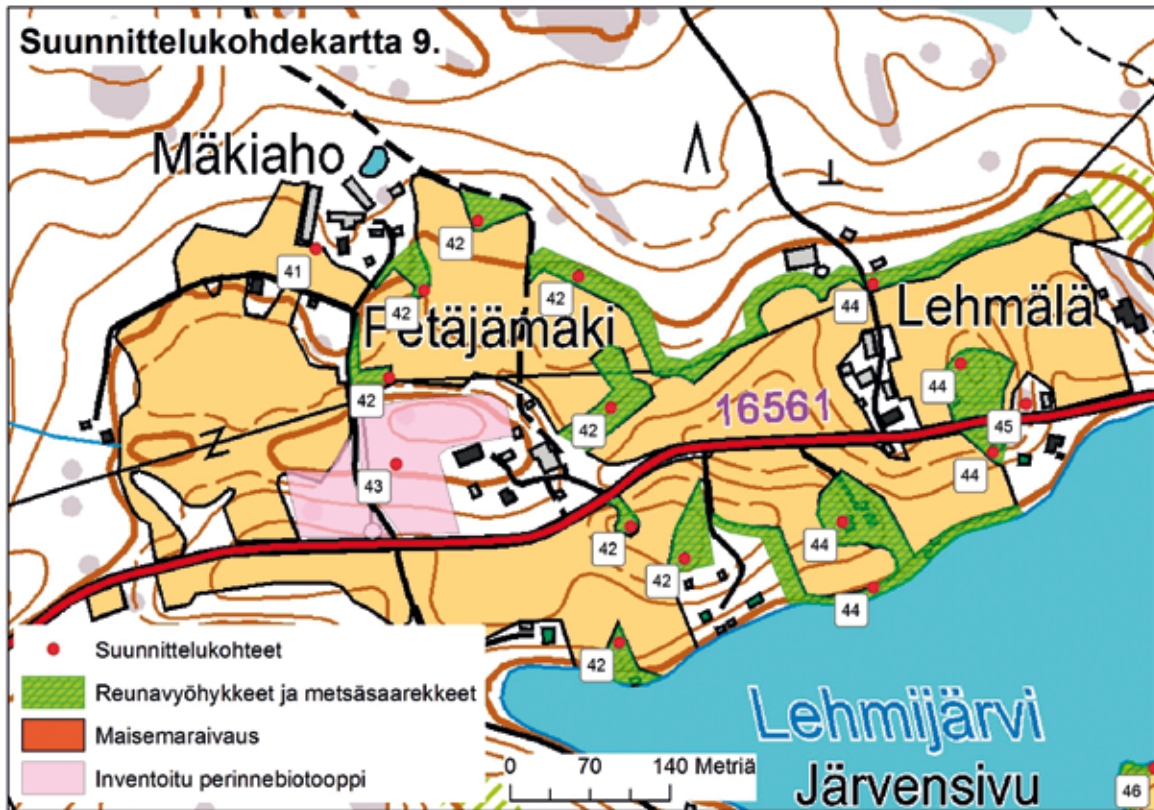 Suunnittelukohdekartta 9.
Mäkiaho
42
41
42
42
44
Petäjämäki
Lehmälä
42
44
16561
42
45
43
44
42
44
42
44
42
Suunnittelukohteet
Reunavyöhykkeet ja metsäsaarekkeet
Maisemaraivaus
Inventoitu perinnebiotooppi
0 70 140 Metriä
Lehmijärvi
Järvensivu
46